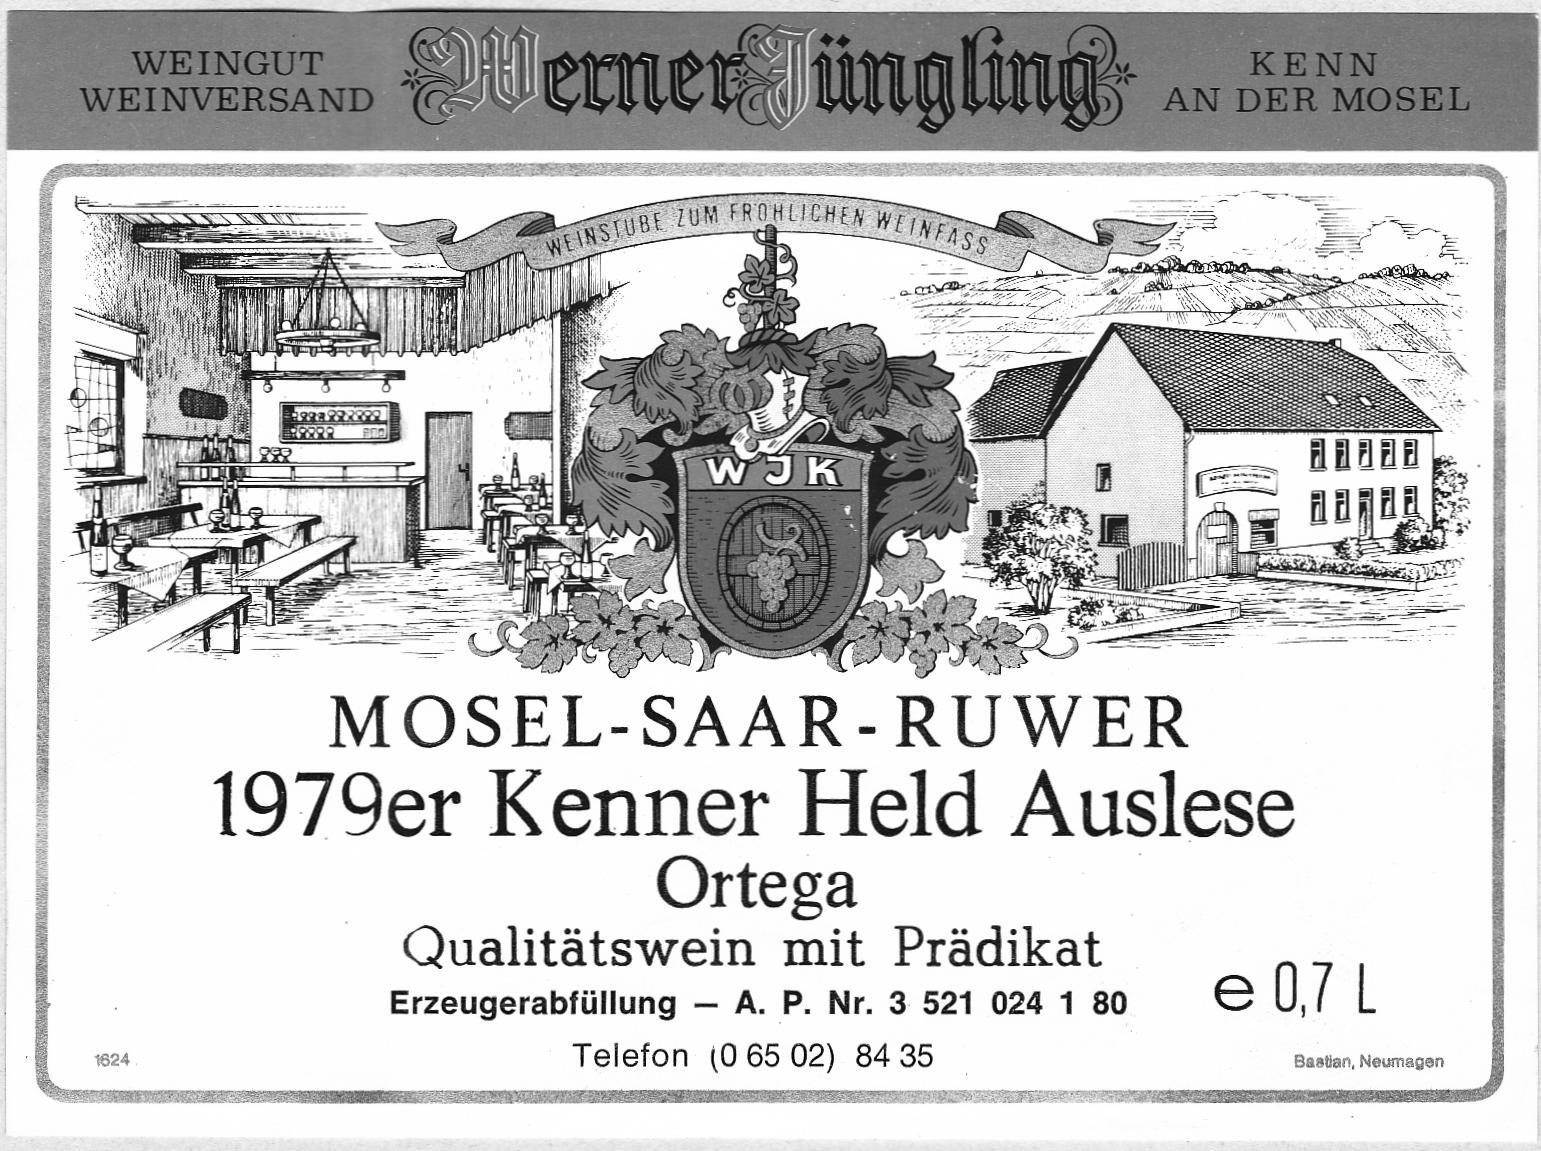 WEINGUT
WEINVERSAND
Werner Jüngling
KENN
AN DER MOSEL
WEINSTUBE ZUM FRÖHLICHEN WEINFASS
WJK
MOSEL-SAAR-RUWER
1979er Kenner Held Auslese
Ortega
Qualitätswein mit Prädikat
Erzeugerabfüllung — A. P. Nr. 3 521 024 1 80
e 0,7 L
Telefon (0 65 02) 84 35
1624
Bastian, Neumagen